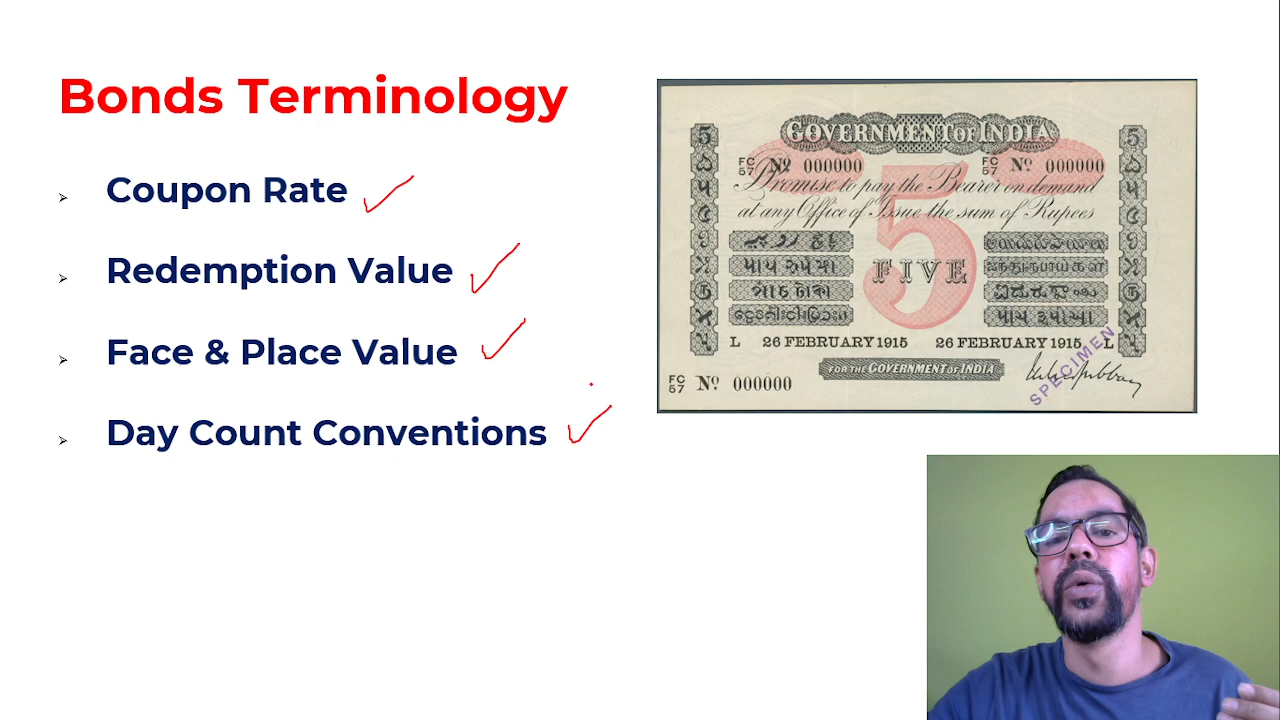 Bonds Terminology
Coupon Rate
Redemption Value
Face & Place Value
Day Count Conventions
GOVERNMENT OF INDIA
FC 57 Nº 000000 FC 57 Nº 000000
Promise to pay the Bearer on demand
at any Office of Issue the sum of Rupees
5
FIVE
L 26 FEBRUARY 1915 26 FEBRUARY 1915 L
FOR THE GOVERNMENT OF INDIA
FC 57 Nº 000000
SPECIMEN